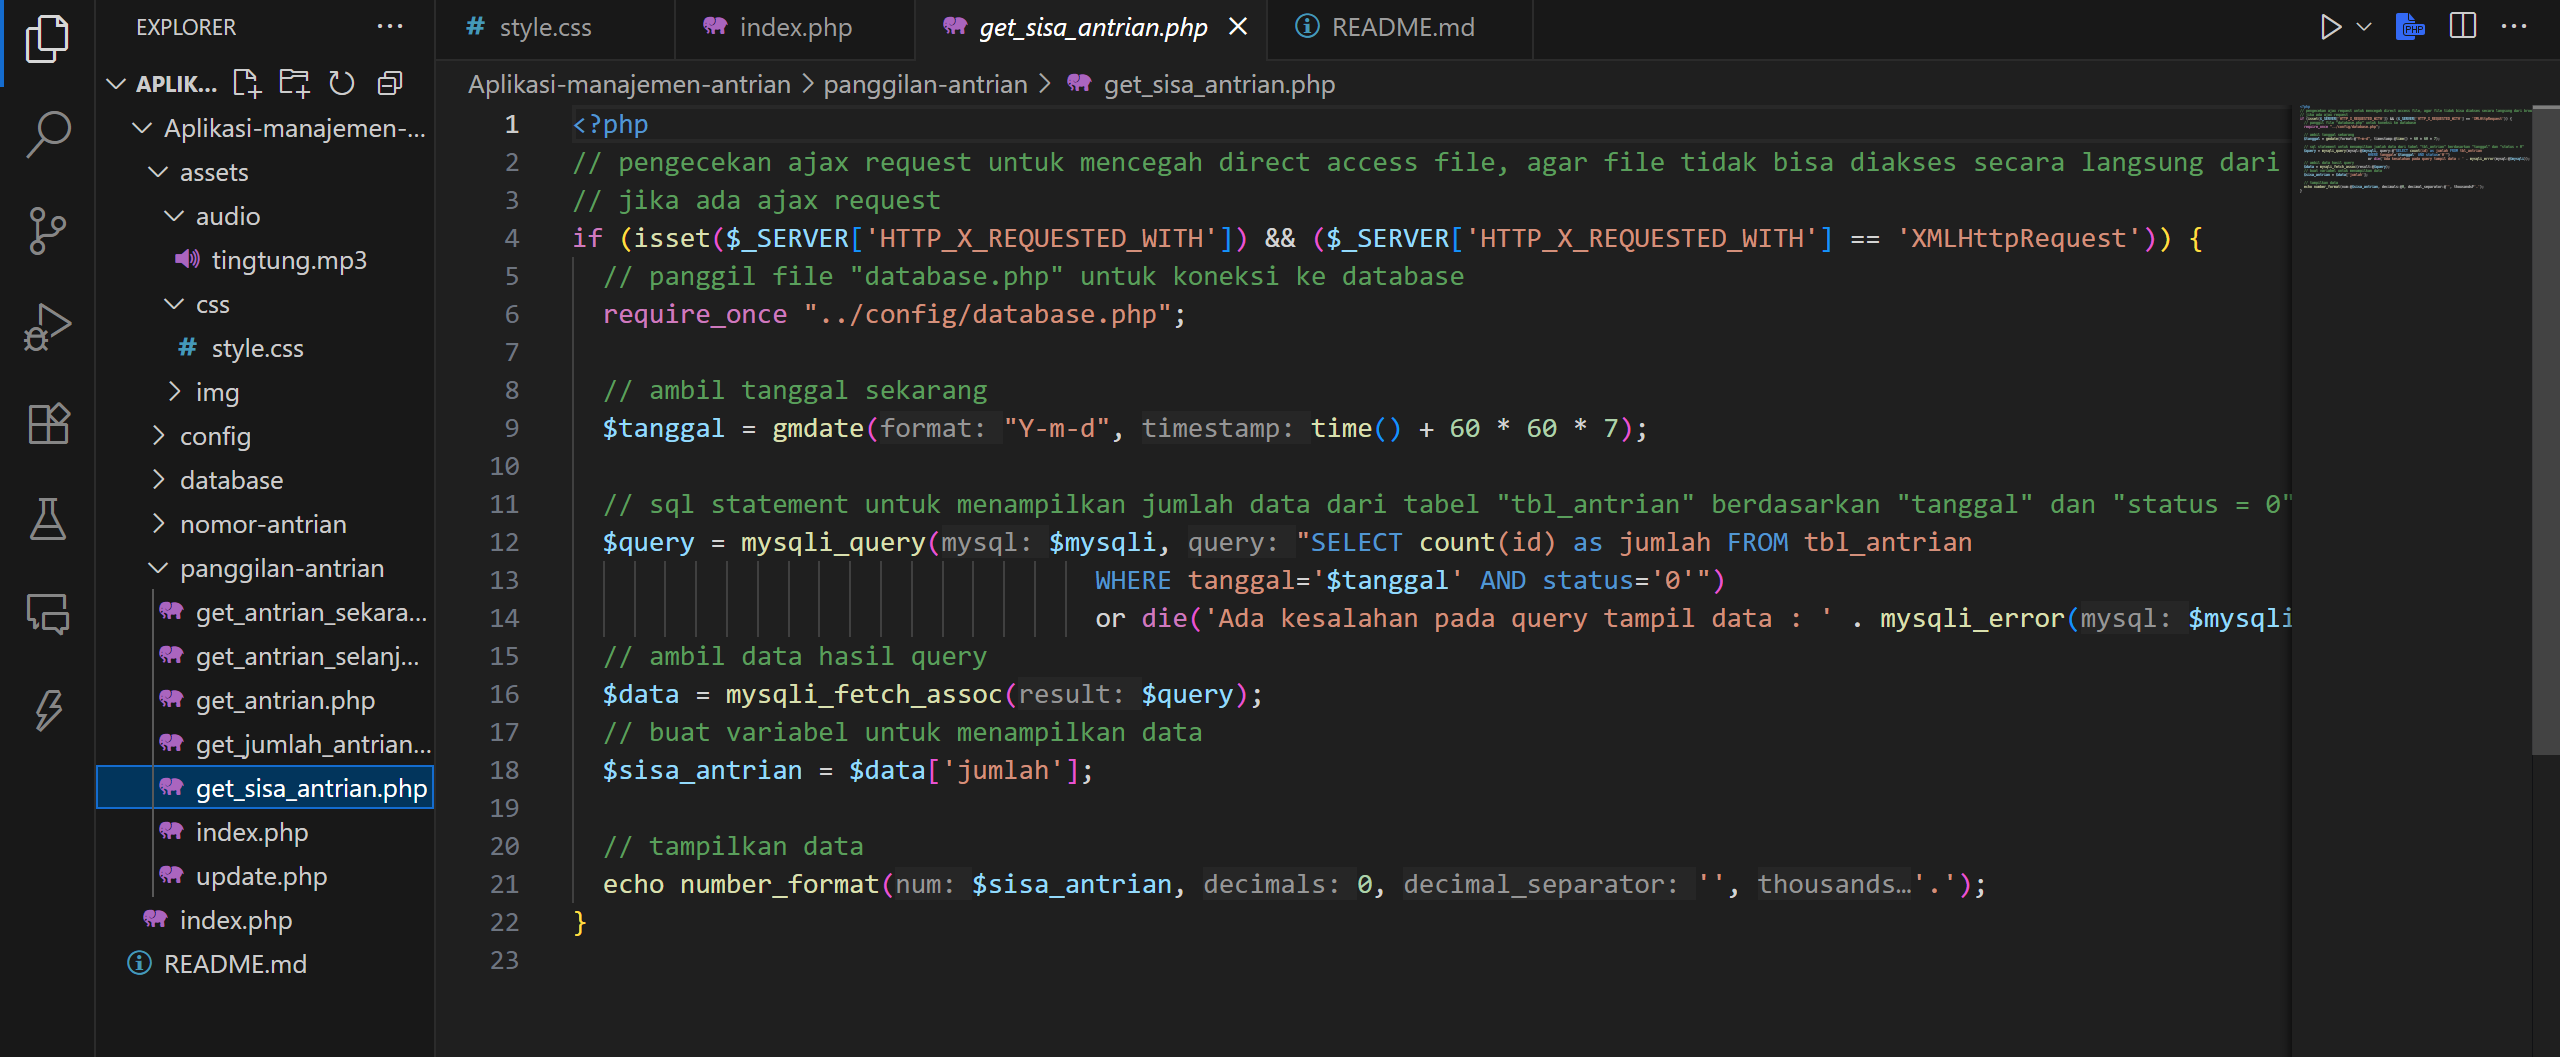 EXPLORER ...
APLIK...
Aplikasi-manajemen-...
assets
audio
tingtung.mp3
css
# style.css
img
config
database
nomor-antrian
panggilan-antrian
get_antrian_sekara...
get_antrian_selanj...
get_antrian.php
get_jumlah_antrian...
get_sisa_antrian.php
index.php
update.php
index.php
README.md
# style.css
index.php
get_sisa_antrian.php
README.md
PHP
Aplikasi-manajemen-antrian > panggilan-antrian > get_sisa_antrian.php
1 <?php
2 // pengecekan ajax request untuk mencegah direct access file, agar file tidak bisa diakses secara langsung dari
3 // jika ada ajax request
4 if (isset($_SERVER['HTTP_X_REQUESTED_WITH']) && ($_SERVER['HTTP_X_REQUESTED_WITH'] == 'XMLHttpRequest')) {
5 // panggil file "database.php" untuk koneksi ke database
6 require_once "../config/database.php";
7
8 // ambil tanggal sekarang
9 $tanggal = gmdate(format: "Y-m-d", timestamp: time() + 60 * 60 * 7);
10
11 // sql statement untuk menampilkan jumlah data dari tabel "tbl_antrian" berdasarkan "tanggal" dan "status = 0"
12 $query = mysqli_query(mysql: $mysqli, query: "SELECT count(id) as jumlah FROM tbl_antrian
13 WHERE tanggal='$tanggal' AND status='0'")
14 or die('Ada kesalahan pada query tampil data : ' . mysqli_error(mysql: $mysqli
15 // ambil data hasil query
16 $data = mysqli_fetch_assoc(result: $query);
17 // buat variabel untuk menampilkan data
18 $sisa_antrian = $data['jumlah'];
19
20 // tampilkan data
21 echo number_format(num: $sisa_antrian, decimals: 0, decimal_separator: '', thousands…'.');
22 }
23